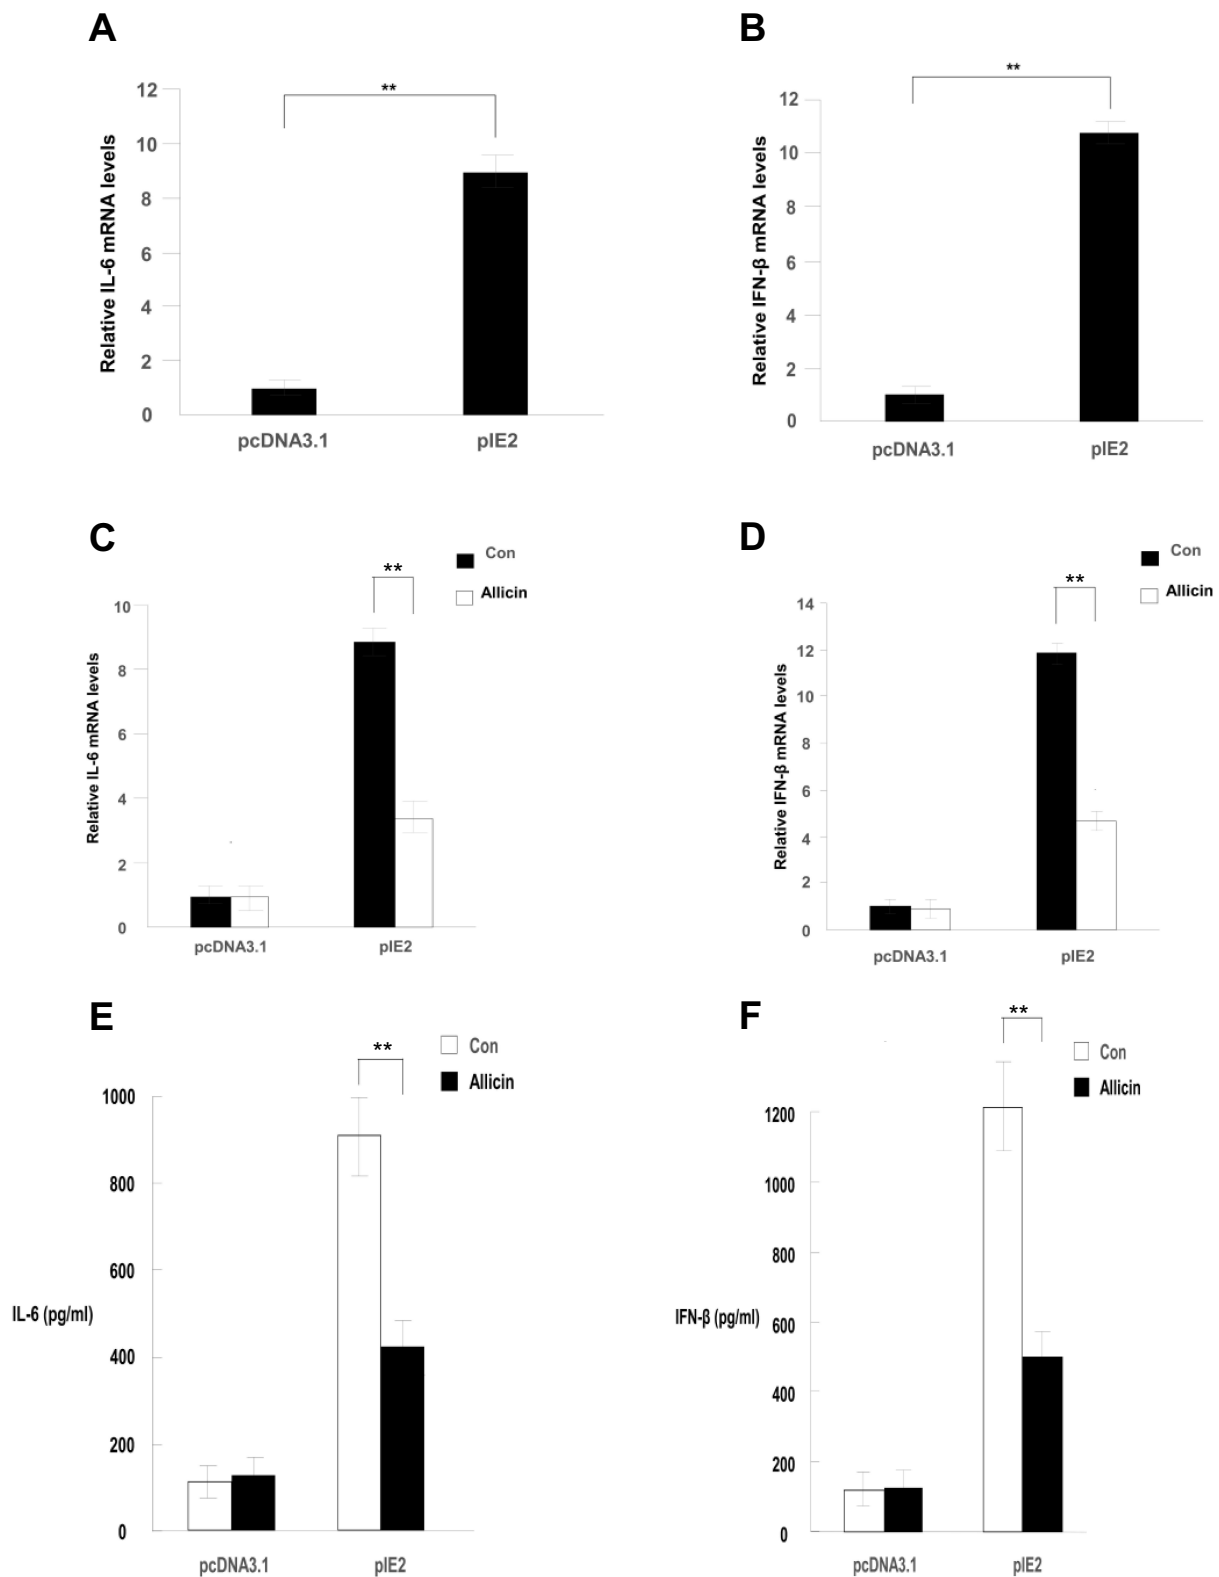 A
**
12
10
8
6
4
2
0
Relative IL-6 mRNA levels
pcDNA3.1
pIE2
B
**
12
10
8
6
4
2
0
Relative IFN-β mRNA levels
pcDNA3.1
pIE2
C
Con
Allicin
**
10
8
6
4
2
0
Relative IL-6 mRNA levels
pcDNA3.1
pIE2
D
Con
Allicin
**
14
12
10
8
6
4
2
0
Relative IFN-β mRNA levels
pcDNA3.1
pIE2
E
Con
Allicin
**
1000
800
600
400
200
0
IL-6 (pg/ml)
pcDNA3.1
pIE2
F
Con
Allicin
**
1200
1000
800
600
400
200
0
IFN-β (pg/ml)
pcDNA3.1
pIE2